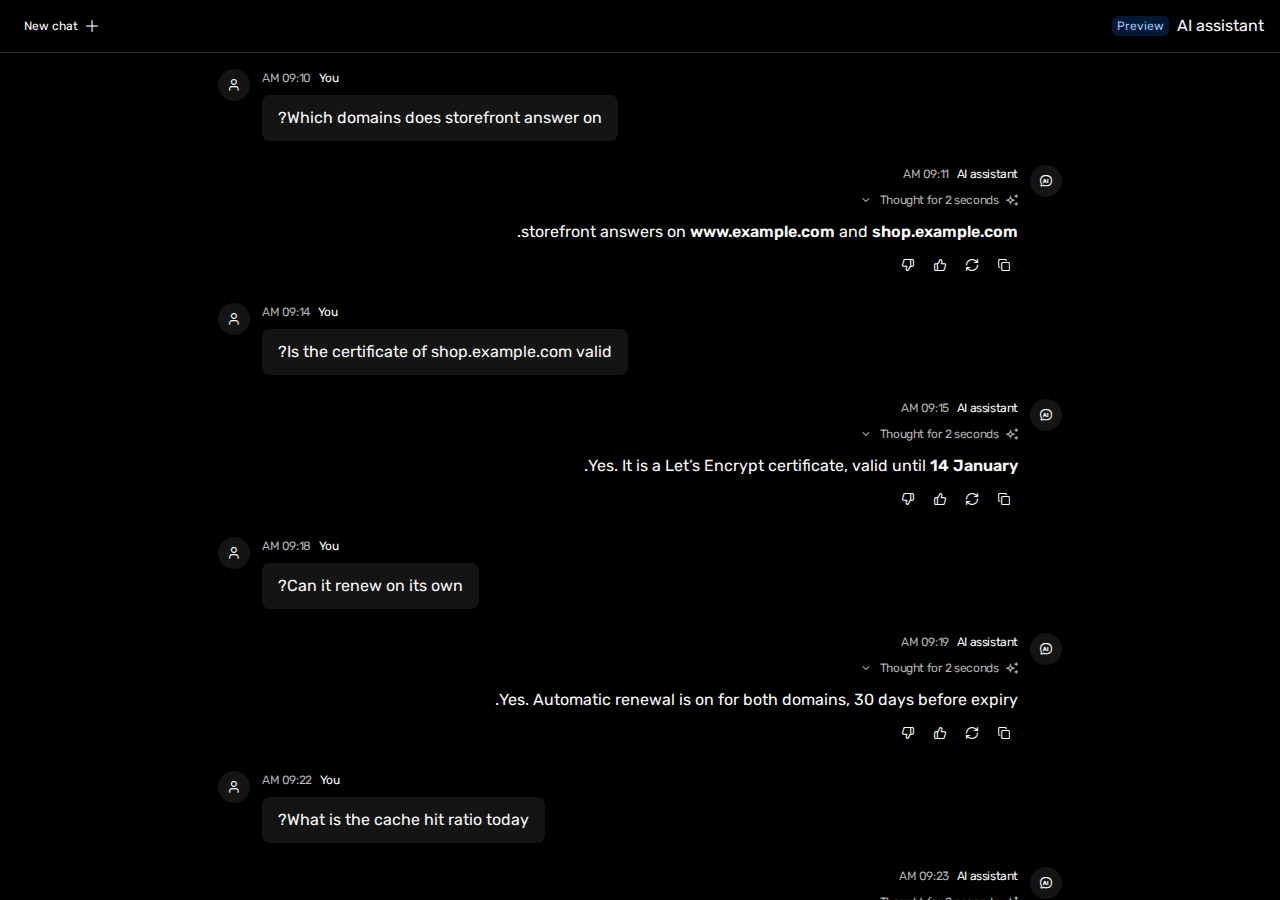 New chat
Preview AI assistant
AM 09:10 You
?Which domains does storefront answer on
AM 09:11 AI assistant
Thought for 2 seconds
.storefront answers on www.example.com and shop.example.com
AM 09:14 You
?Is the certificate of shop.example.com valid
AM 09:15 AI assistant
Thought for 2 seconds
.Yes. It is a Let’s Encrypt certificate, valid until 14 January
AM 09:18 You
?Can it renew on its own
AM 09:19 AI assistant
Thought for 2 seconds
.Yes. Automatic renewal is on for both domains, 30 days before expiry
AM 09:22 You
?What is the cache hit ratio today
AM 09:23 AI assistant